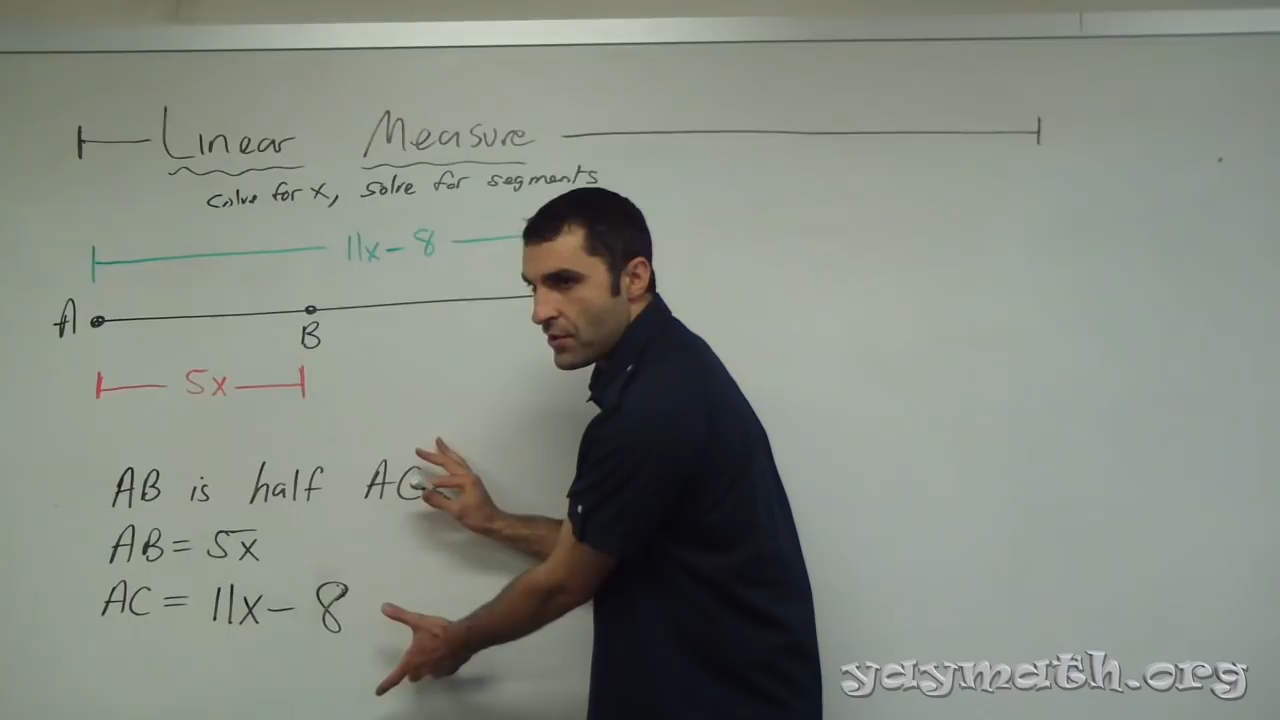 Linear Measure
solve for x, solve for segments
11x - 8
A
B
5x
AB is half AC
AB = 5x
AC = 11x - 8
yaymath.org